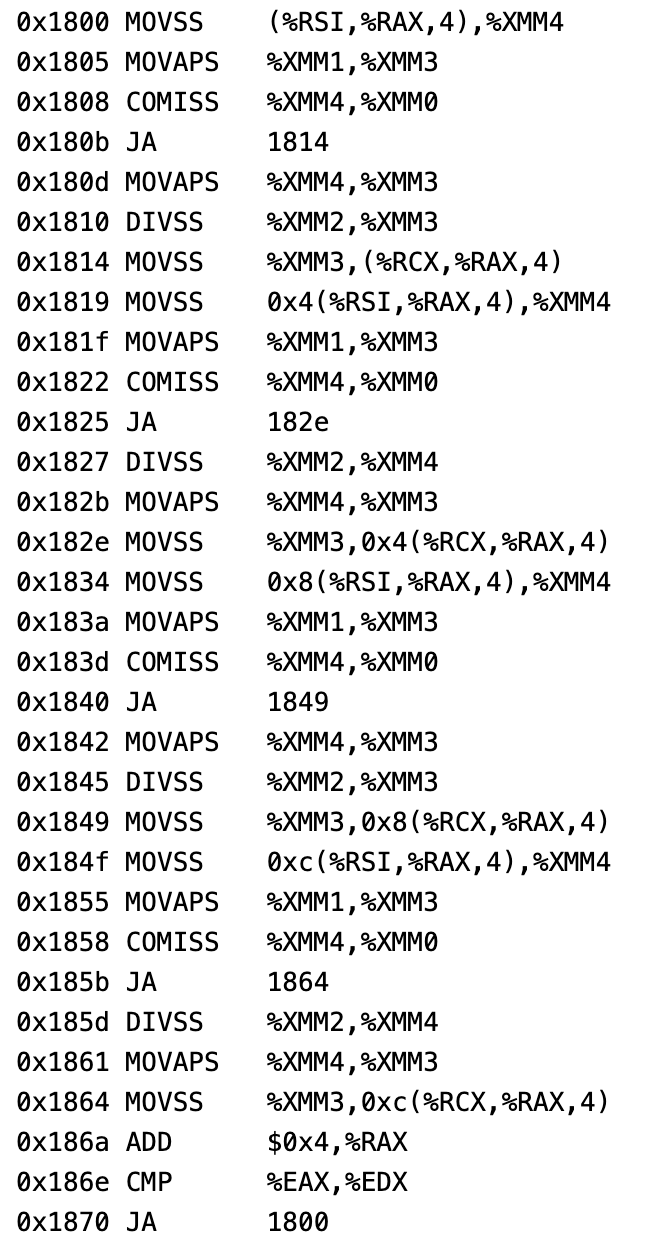 0x1800 MOVSS (%RSI,%RAX,4),%XMM4
0x1805 MOVAPS %XMM1,%XMM3
0x1808 COMISS %XMM4,%XMM0
0x180b JA 1814
0x180d MOVAPS %XMM4,%XMM3
0x1810 DIVSS %XMM2,%XMM3
0x1814 MOVSS %XMM3,(%RCX,%RAX,4)
0x1819 MOVSS 0x4(%RSI,%RAX,4),%XMM4
0x181f MOVAPS %XMM1,%XMM3
0x1822 COMISS %XMM4,%XMM0
0x1825 JA 182e
0x1827 DIVSS %XMM2,%XMM4
0x182b MOVAPS %XMM4,%XMM3
0x182e MOVSS %XMM3,0x4(%RCX,%RAX,4)
0x1834 MOVSS 0x8(%RSI,%RAX,4),%XMM4
0x183a MOVAPS %XMM1,%XMM3
0x183d COMISS %XMM4,%XMM0
0x1840 JA 1849
0x1842 MOVAPS %XMM4,%XMM3
0x1845 DIVSS %XMM2,%XMM3
0x1849 MOVSS %XMM3,0x8(%RCX,%RAX,4)
0x184f MOVSS 0xc(%RSI,%RAX,4),%XMM4
0x1855 MOVAPS %XMM1,%XMM3
0x1858 COMISS %XMM4,%XMM0
0x185b JA 1864
0x185d DIVSS %XMM2,%XMM4
0x1861 MOVAPS %XMM4,%XMM3
0x1864 MOVSS %XMM3,0xc(%RCX,%RAX,4)
0x186a ADD $0x4,%RAX
0x186e CMP %EAX,%EDX
0x1870 JA 1800